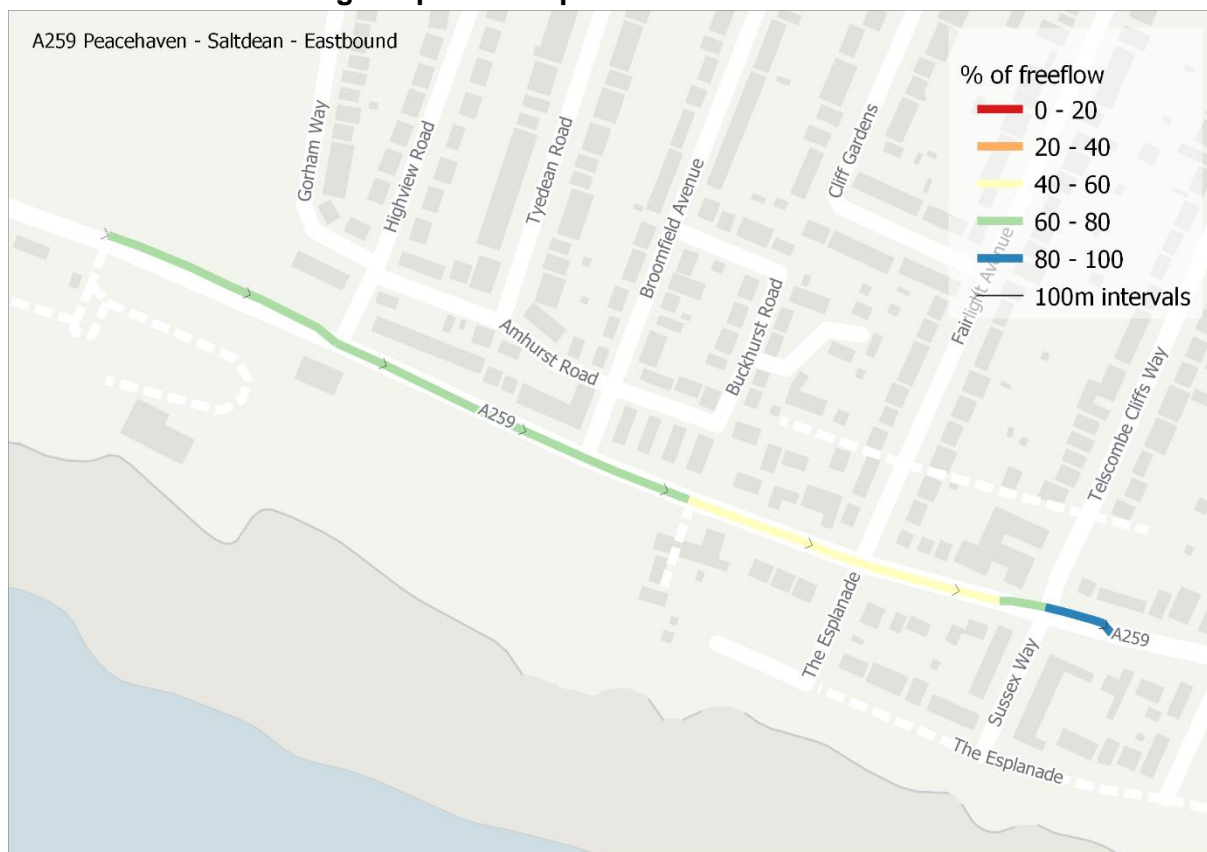 A259 Peacehaven - Saltdean - Eastbound
% of freeflow
0 - 20
20 - 40
40 - 60
60 - 80
80 - 100
100m intervals
Gorham Way
Highview Road
Tyedean Road
Broomfield Avenue
Cliff Gardens
Fairlight Avenue
Buckhurst Road
Amhurst Road
Telscombe Cliffs Way
A259
The Esplanade
A259
Sussex Way
The Esplanade